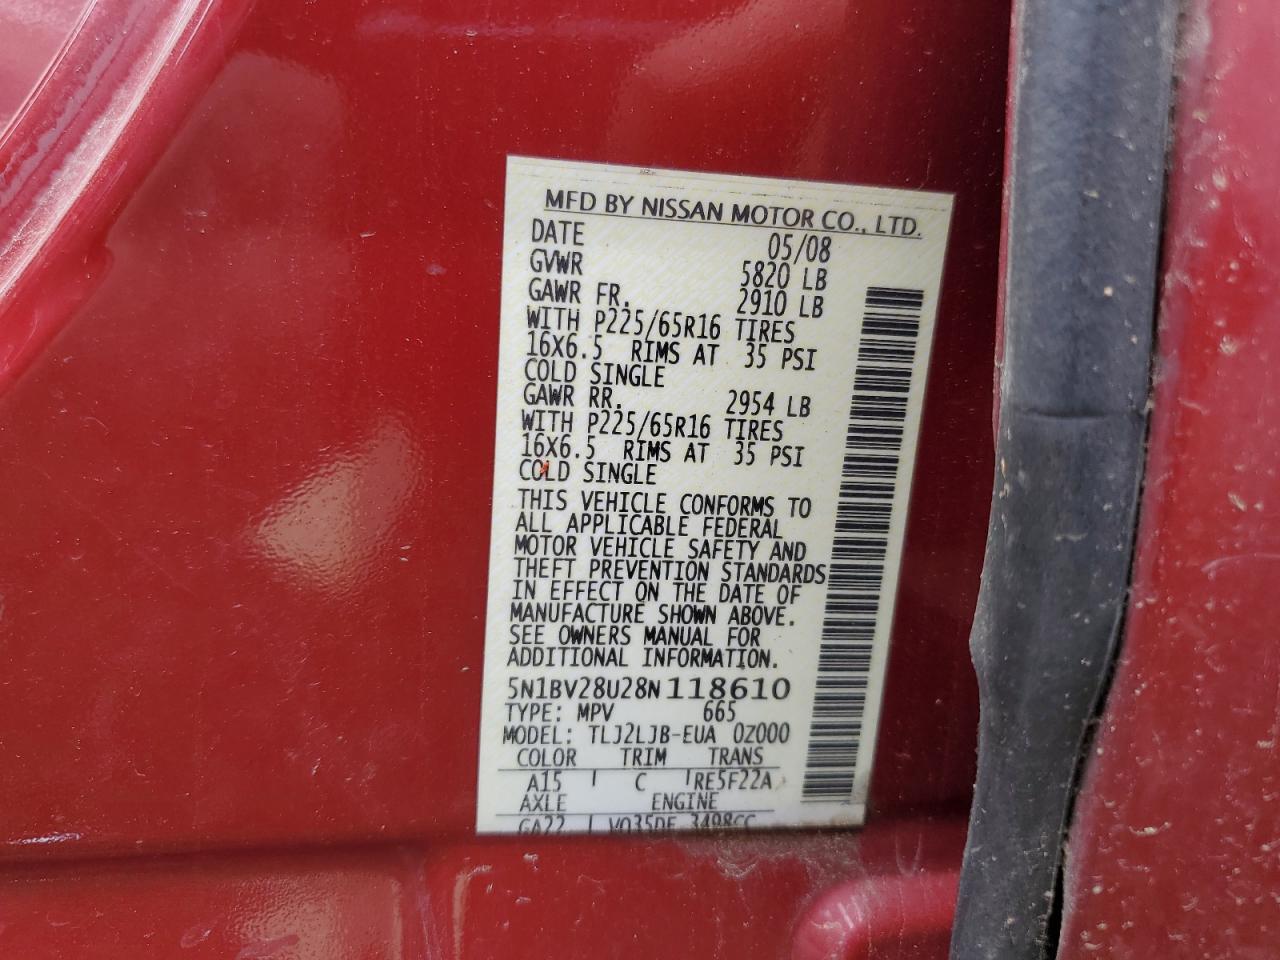 MFD BY NISSAN MOTOR CO., LTD.
DATE 05/08
GVWR 5820 LB
GAWR FR. 2910 LB
WITH P225/65R16 TIRES
16X6.5 RIMS AT 35 PSI
COLD SINGLE
GAWR RR. 2954 LB
WITH P225/65R16 TIRES
16X6.5 RIMS AT 35 PSI
COLD SINGLE
THIS VEHICLE CONFORMS TO
ALL APPLICABLE FEDERAL
MOTOR VEHICLE SAFETY AND
THEFT PREVENTION STANDARDS
IN EFFECT ON THE DATE OF
MANUFACTURE SHOWN ABOVE.
SEE OWNERS MANUAL FOR
ADDITIONAL INFORMATION.
5N1BV28U28N118610
TYPE: MPV 665
MODEL: TLJ2LJB-EUA 0Z000
COLOR TRIM TRANS
A15 C RE5F22A
AXLE ENGINE
GA22 VQ35DE 3498CC